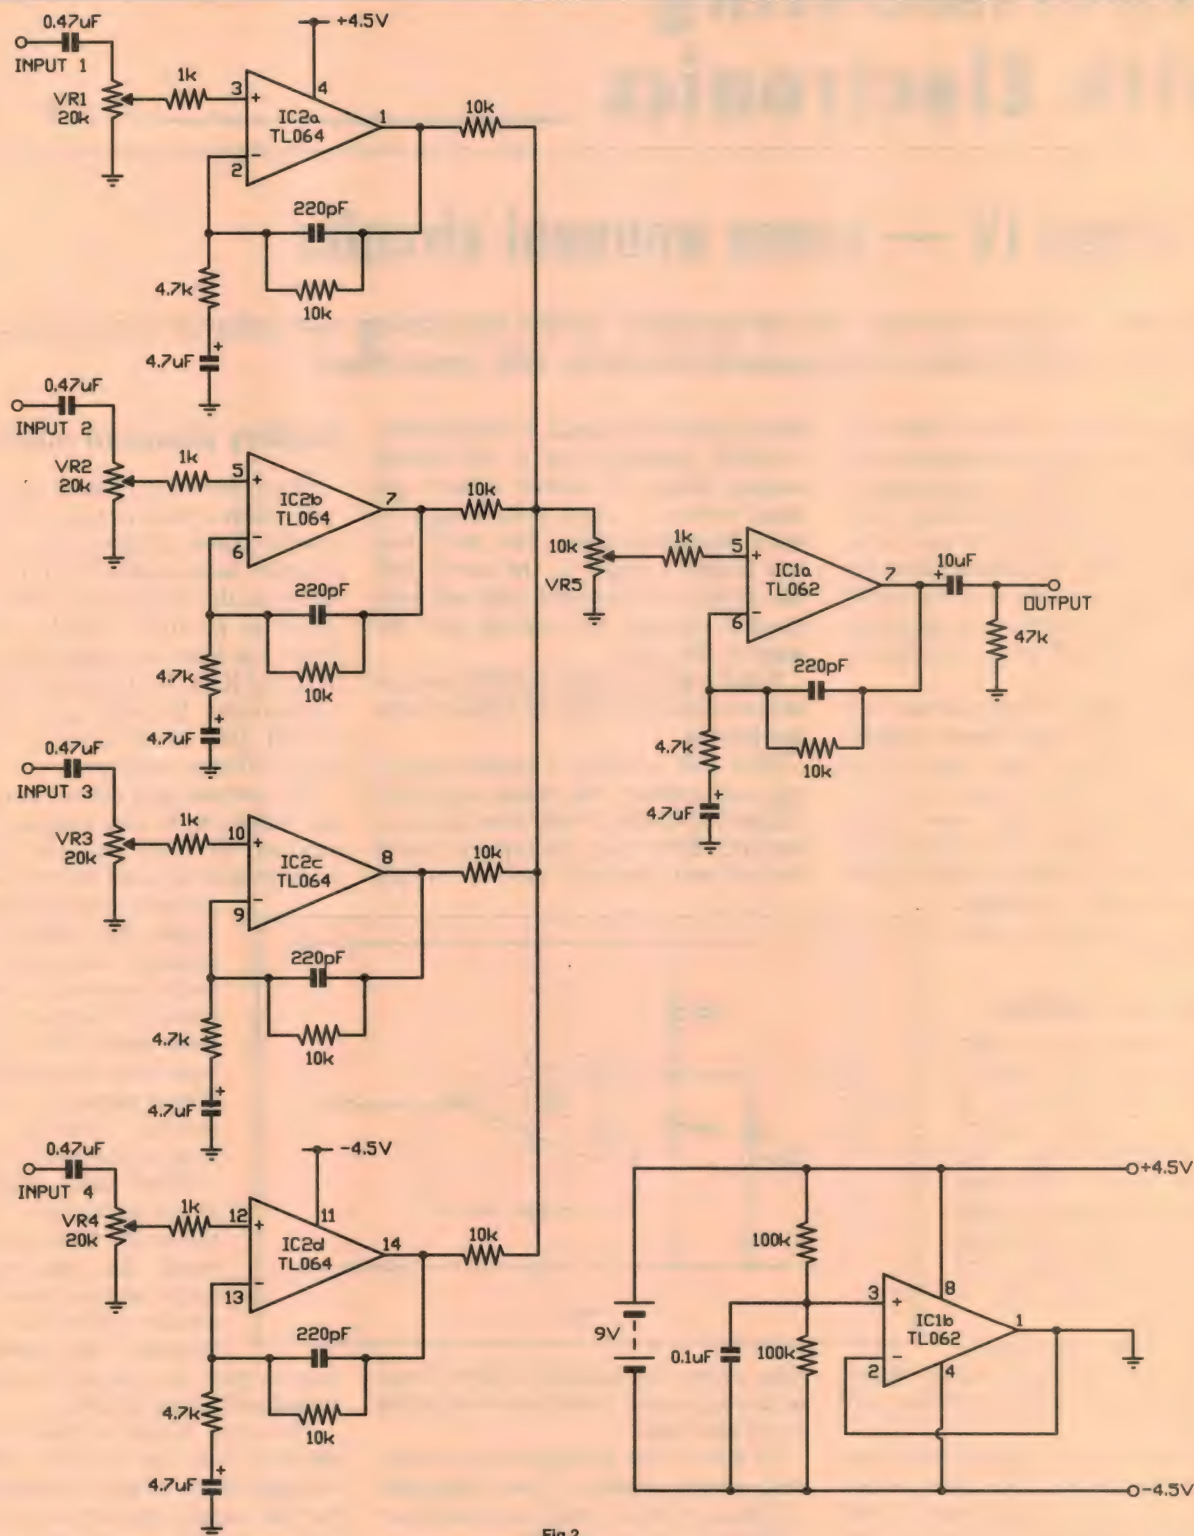 0.47uF
INPUT 1
VR1
20k
1k
3
+
2
-
IC2a
TL064
4
+4.5V
1
10k
220pF
10k
4.7k
+
4.7uF
0.47uF
INPUT 2
VR2
20k
1k
5
+
6
-
IC2b
TL064
7
10k
220pF
10k
4.7k
+
4.7uF
10k
VR5
1k
5
+
6
-
IC1a
TL062
7
+
10uF
OUTPUT
47k
220pF
10k
4.7k
+
4.7uF
0.47uF
INPUT 3
VR3
20k
1k
10
+
9
-
IC2c
TL064
8
10k
220pF
10k
4.7k
+
4.7uF
0.47uF
INPUT 4
VR4
20k
1k
12
+
13
-
IC2d
TL064
11
-4.5V
14
10k
220pF
10k
4.7k
+
4.7uF
+4.5V
100k
9V
0.1uF
100k
3
+
2
-
IC1b
TL062
8
4
1
-4.5V
Fig.2